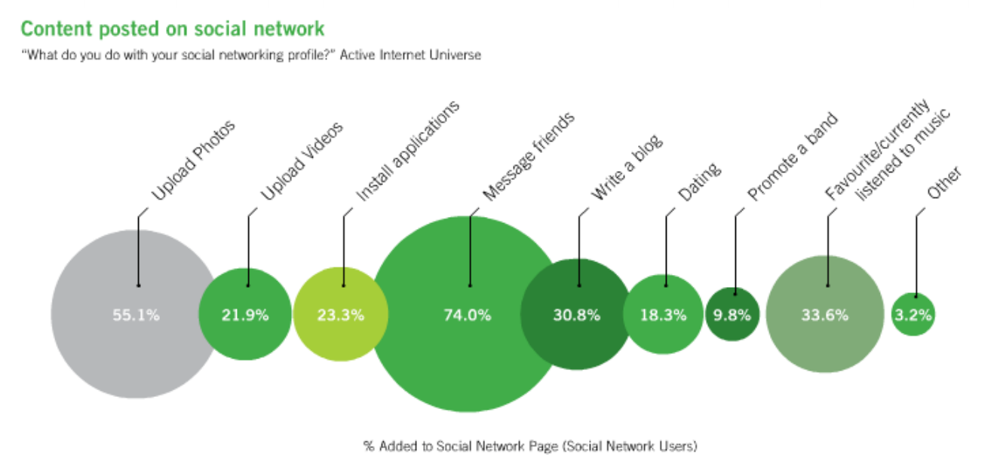 Content posted on social network
“What do you do with your social networking profile?” Active Internet Universe
Upload Photos
Upload Videos
Install applications
Message friends
Write a blog
Dating
Promote a band
Favourite/currently
listened to music
Other
55.1%
21.9%
23.3%
74.0%
30.8%
18.3%
9.8%
33.6%
3.2%
% Added to Social Network Page (Social Network Users)